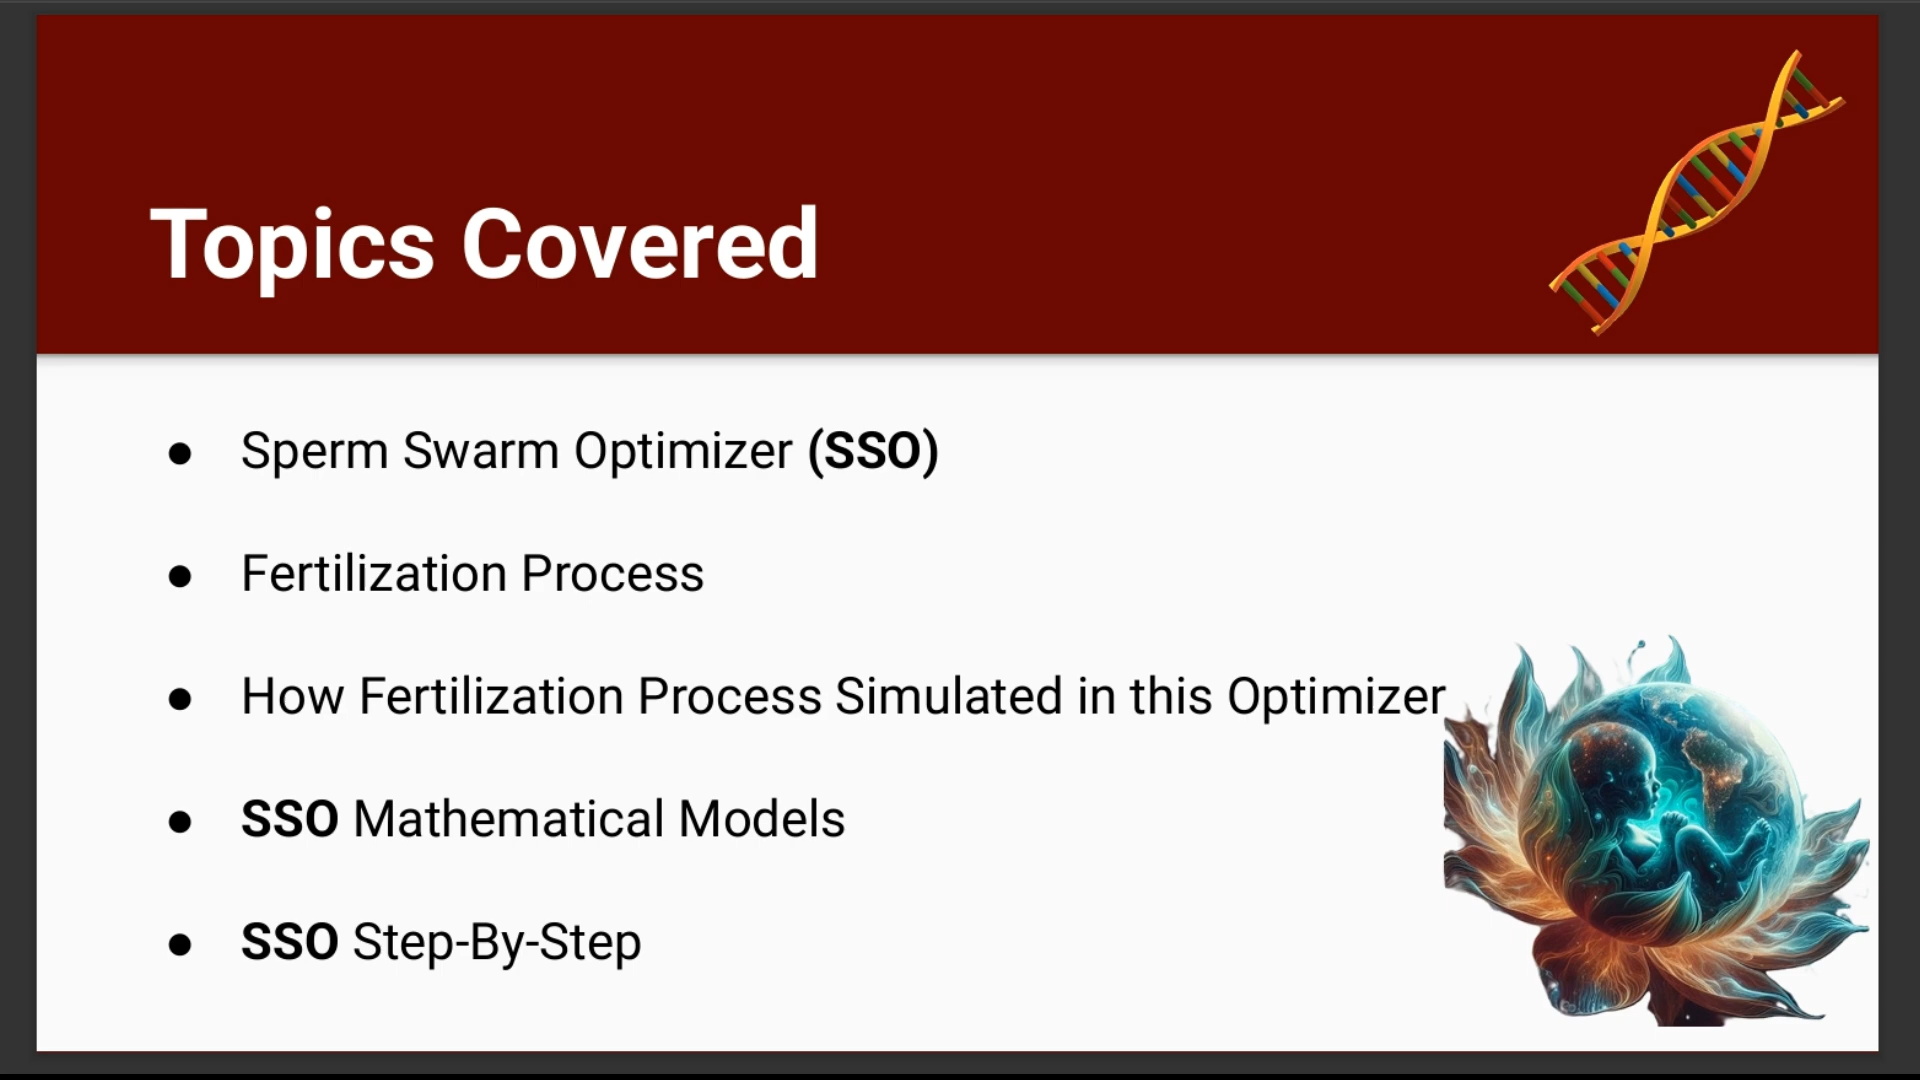 Topics Covered
● Sperm Swarm Optimizer (SSO)
● Fertilization Process
● How Fertilization Process Simulated in this Optimizer
● SSO Mathematical Models
● SSO Step-By-Step